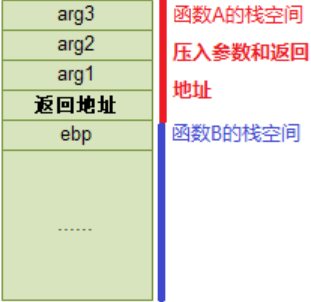 arg3
函数A的栈空间
arg2
压入参数和返回
arg1
地址
返回地址
ebp
函数B的栈空间
......